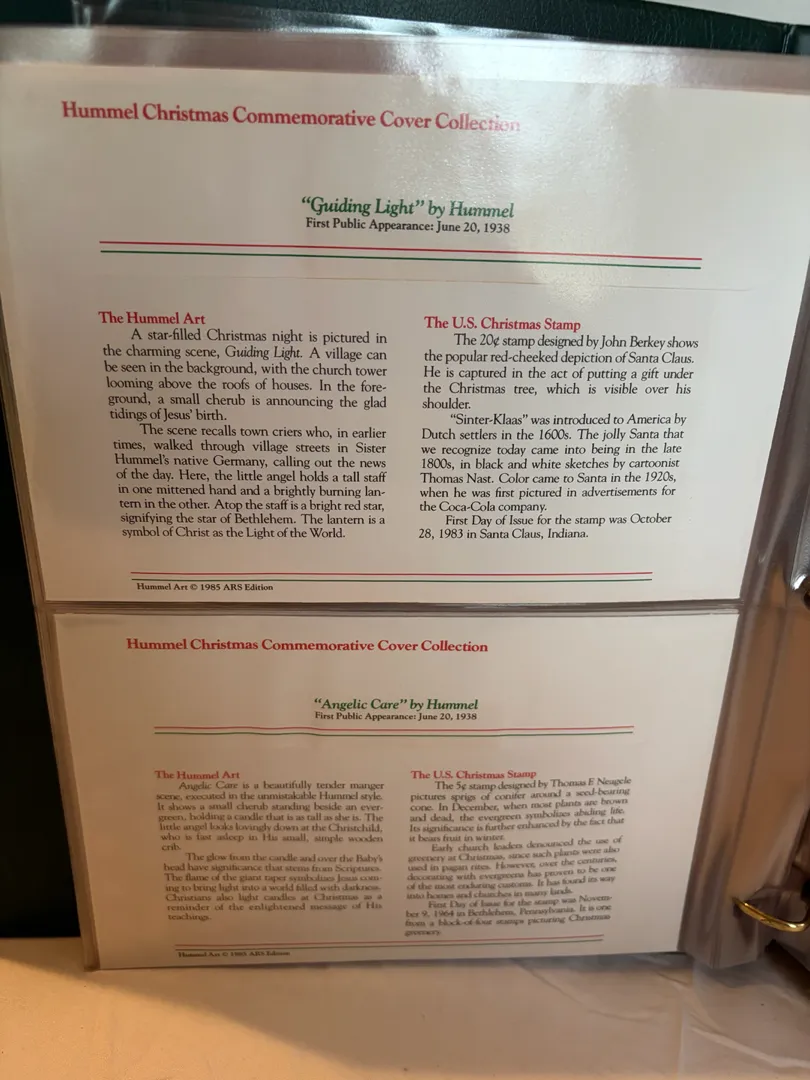 Hummel Christmas Commemorative Cover Collection
"Guiding Light" by Hummel
First Public Appearance: June 20, 1938
The Hummel Art
A star-filled Christmas night is pictured in
the charming scene, Guiding Light. A village can
be seen in the background, with the church tower
looming above the roofs of houses. In the fore-
ground, a small cherub is announcing the glad
tidings of Jesus' birth.
The scene recalls town criers who, in earlier
times, walked through village streets in Sister
Hummel's native Germany, calling out the news
of the day. Here, the little angel holds a tall staff
in one mittened hand and a brightly burning lan-
tern in the other. Atop the staff is a bright red star,
signifying the star of Bethlehem. The lantern is a
symbol of Christ as the Light of the World.
The U.S. Christmas Stamp
The 20¢ stamp designed by John Berkey shows
the popular red-cheeked depiction of Santa Claus.
He is captured in the act of putting a gift under
the Christmas tree, which is visible over his
shoulder.
"Sinter-Klaas" was introduced to America by
Dutch settlers in the 1600s. The jolly Santa that
we recognize today came into being in the late
1800s, in black and white sketches by cartoonist
Thomas Nast. Color came to Santa in the 1920s,
when he was first pictured in advertisements for
the Coca-Cola company.
First Day of Issue for the stamp was October
28, 1983 in Santa Claus, Indiana.
Hummel Art © 1985 ARS Edition
Hummel Christmas Commemorative Cover Collection
"Angelic Care" by Hummel
First Public Appearance: June 20, 1938
The Hummel Art
Angelic Care is a beautifully tender manger
scene, executed in the unmistakable Hummel style.
It shows a small cherub standing beside an ever-
green, holding a candle that is as tall as she is. The
little angel looks lovingly down at the Christchild,
who is fast asleep in His small, simple wooden
crib.
The glow from the candle and over the Baby's
head have significance that stems from Scriptures.
The flame of the giant taper symbolizes Jesus com-
ing to bring light into a world filled with darkness.
Christians also light candles at Christmas as a
reminder of the enlightened message of His
teachings.
The U.S. Christmas Stamp
The 5¢ stamp designed by Thomas F. Naegele
pictures sprigs of conifer around a seed-bearing
cone. In December, when most plants are brown
and dead, the evergreen symbolizes abiding life.
Its significance is further enhanced by the fact that
it bears fruit in winter.
Early church leaders denounced the use of
greenery at Christmas, since such plants were also
used in pagan rites. However, over the centuries,
decorating with evergreens has proven to be one
of the most enduring customs. It has found its way
into homes and churches in many lands.
First Day of Issue for the stamp was Novem-
ber 9, 1964 in Bethlehem, Pennsylvania. It is one
from a block-of-four stamps picturing Christmas
greenery.
Hummel Art © 1985 ARS Edition